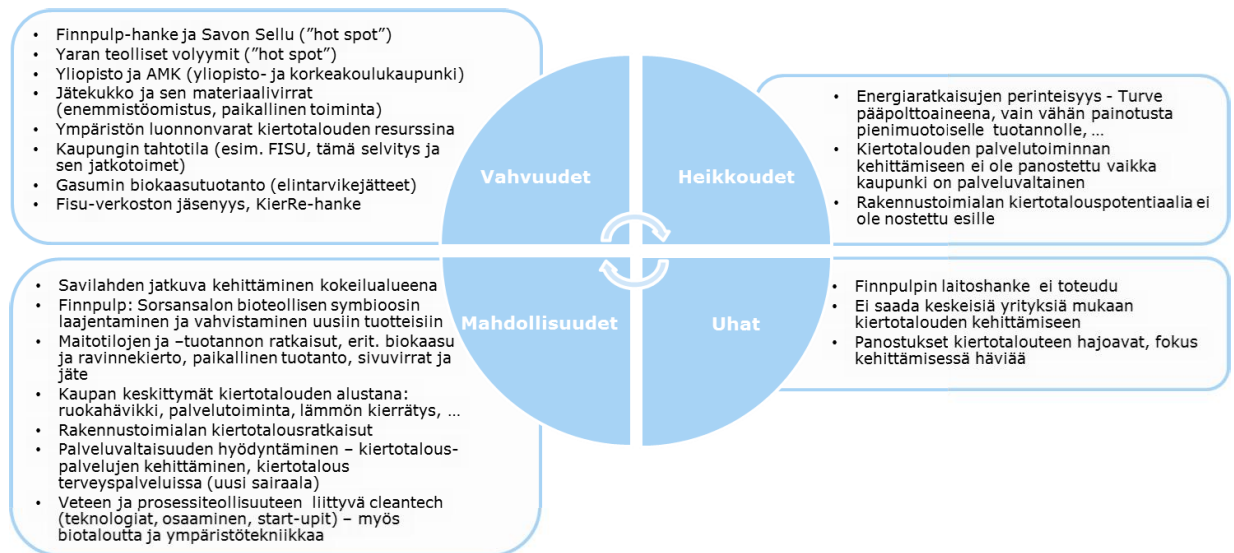 • Finnpulp-hanke ja Savon Sellu (”hot spot”)
• Yaran teolliset volyymit (”hot spot”)
• Yliopisto ja AMK (yliopisto- ja korkeakoulukaupunki)
• Jätekukko ja sen materiaalivirrat
(enemmistöomistus, paikallinen toiminta)
• Ympäristön luonnonvarat kiertotalouden resurssina
• Kaupungin tahtotila (esim. FISU, tämä selvitys ja
sen jatkotoimet)
• Gasumin biokaasutuotanto (elintarvikejätteet)
• Fisu-verkoston jäsenyys, KierRe-hanke
Vahvuudet
Heikkoudet
• Energiaratkaisujen perinteisyys - Turve
pääpolttoaineena, vain vähän painotusta
pienimuotoiselle tuotannolle, …
• Kiertotalouden palvelutoiminnan
kehittämiseen ei ole panostettu vaikka
kaupunki on palveluvaltainen
• Rakennustoimialan kiertotalouspotentiaalia ei
ole nostettu esille
• Savilahden jatkuva kehittäminen kokeilualueena
• Finnpulp: Sorsansalon bioteollisen symbioosin
laajentaminen ja vahvistaminen uusiin tuotteisiin
• Maitotilojen ja –tuotannon ratkaisut, erit. biokaasu
ja ravinnekierto, paikallinen tuotanto, sivuvirrat ja
jäte
• Kaupan keskittymät kiertotalouden alustana:
ruokahävikki, palvelutoiminta, lämmön kierrätys, …
• Rakennustoimialan kiertotalousratkaisut
• Palveluvaltaisuuden hyödyntäminen – kiertotalous-
palvelujen kehittäminen, kiertotalous
terveyspalveluissa (uusi sairaala)
• Veteen ja prosessiteollisuuteen liittyvä cleantech
(teknologiat, osaaminen, start-upit) – myös
biotaloutta ja ympäristötekniikkaa
Mahdollisuudet
Uhat
• Finnpulpin laitoshanke ei toteudu
• Ei saada keskeisiä yrityksiä mukaan
kiertotalouden kehittämiseen
• Panostukset kiertotalouteen hajoavat, fokus
kehittämisessä häviää